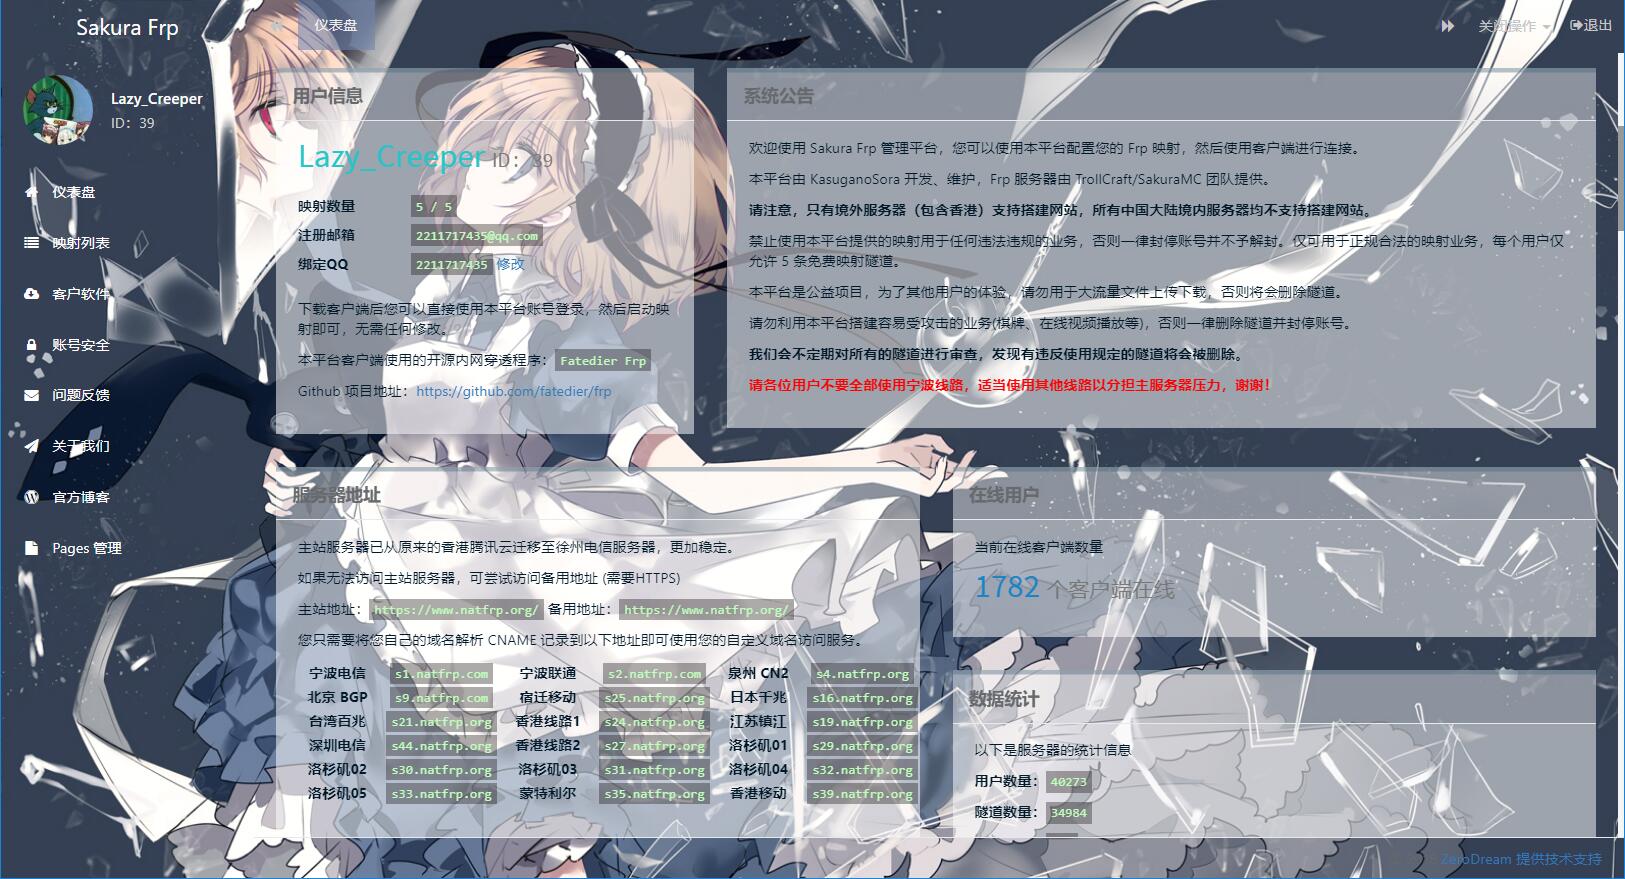 Sakura Frp
仪表盘
关闭操作
退出
Lazy_Creeper
ID：39
仪表盘
映射列表
客户软件
账号安全
问题反馈
关于我们
官方博客
Pages 管理
用户信息
Lazy_Creeper ID：39
映射数量 5 / 5
注册邮箱 2211717435@qq.com
绑定QQ 2211717435 修改
下载客户端后您可以直接使用本平台账号登录，然后启动映
射即可，无需任何修改。
本平台客户端使用的开源内网穿透程序： Fatedier Frp
Github 项目地址：https://github.com/fatedier/frp
系统公告
欢迎使用 Sakura Frp 管理平台，您可以使用本平台配置您的 Frp 映射，然后使用客户端进行连接。
本平台由 KasuganoSora 开发、维护，Frp 服务器由 TrollCraft/SakuraMC 团队提供。
请注意，只有境外服务器（包含香港）支持搭建网站，所有中国大陆境内服务器均不支持搭建网站。
禁止使用本平台提供的映射用于任何违法违规的业务，否则一律封停账号并不予解封。仅可用于正规合法的映射业务，每个用户仅
允许 5 条免费映射隧道。
本平台是公益项目，为了其他用户的体验，请勿用于大流量文件上传下载，否则将会删除隧道。
请勿利用本平台搭建容易受攻击的业务(棋牌、在线视频播放等)，否则一律删除隧道并封停账号。
我们会不定期对所有的隧道进行审查，发现有违反使用规定的隧道将会被删除。
请各位用户不要全部使用宁波线路，适当使用其他线路以分担主服务器压力，谢谢！
服务器地址
主站服务器已从原来的香港腾讯云迁移至徐州电信服务器，更加稳定。
如果无法访问主站服务器，可尝试访问备用地址 (需要HTTPS)
主站地址： https://www.natfrp.org/ 备用地址： https://www.natfrp.org/
您只需要将您自己的域名解析 CNAME 记录到以下地址即可使用您的自定义域名访问服务。
宁波电信 s1.natfrp.com 宁波联通 s2.natfrp.com 泉州 CN2 s4.natfrp.org
北京 BGP s9.natfrp.com 宿迁移动 s25.natfrp.org 日本千兆 s16.natfrp.org
台湾百兆 s21.natfrp.org 香港线路1 s24.natfrp.org 江苏镇江 s19.natfrp.org
深圳电信 s44.natfrp.org 香港线路2 s27.natfrp.org 洛杉矶01 s29.natfrp.org
洛杉矶02 s30.natfrp.org 洛杉矶03 s31.natfrp.org 洛杉矶04 s32.natfrp.org
洛杉矶05 s33.natfrp.org 蒙特利尔 s35.natfrp.org 香港移动 s39.natfrp.org
在线用户
当前在线客户端数量
1782 个客户端在线
数据统计
以下是服务器的统计信息
用户数量： 40273
隧道数量： 34984
ZeroDream 提供技术支持